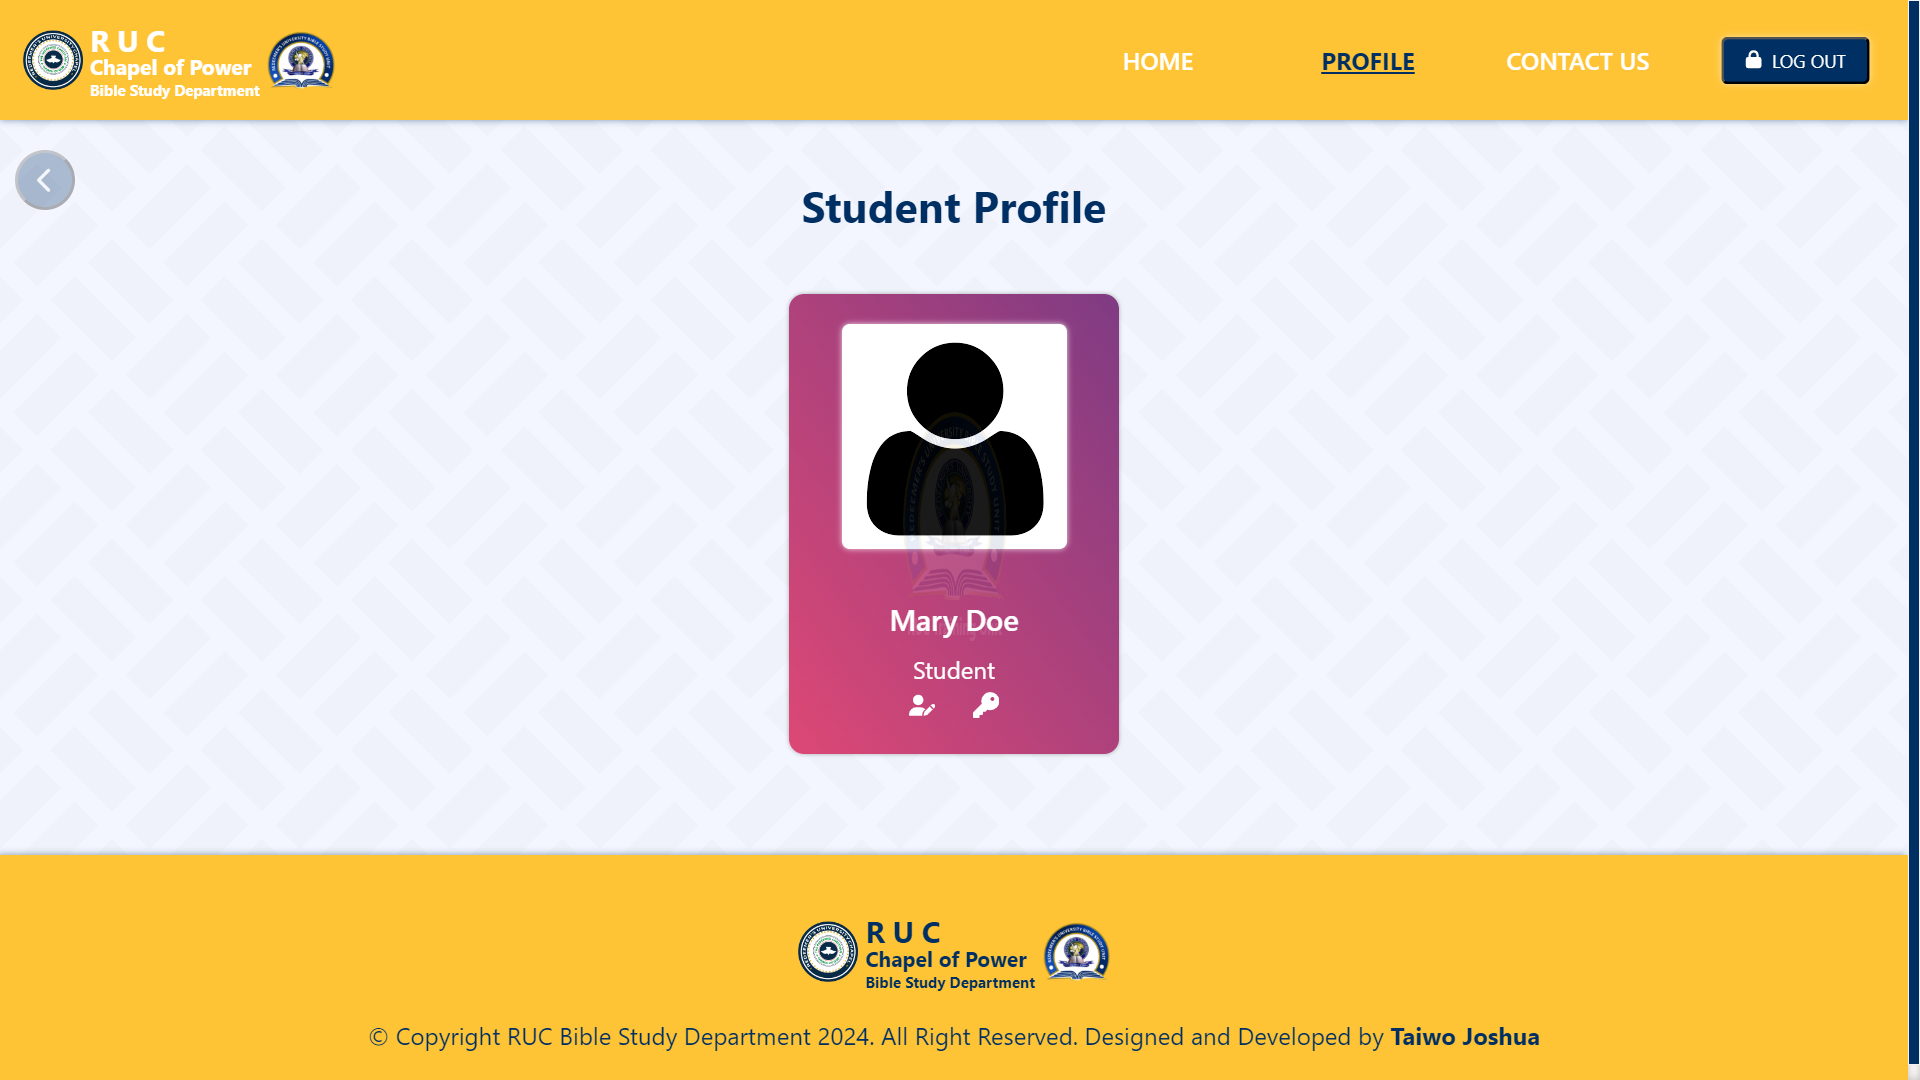 R U C
Chapel of Power
Bible Study Department
HOME
PROFILE
CONTACT US
LOG OUT
Student Profile
Mary Doe
Student
R U C
Chapel of Power
Bible Study Department
© Copyright RUC Bible Study Department 2024. All Right Reserved. Designed and Developed by Taiwo Joshua